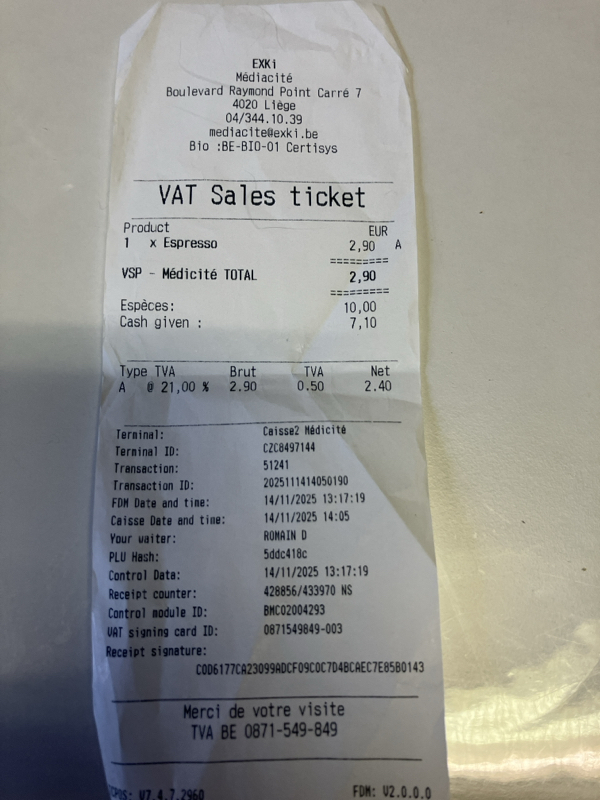 EXKi
Médiacité
Boulevard Raymond Point Carré 7
4020 Liège
04/344.10.39
mediacite@exki.be
Bio :BE-BIO-01 Certisys
VAT Sales ticket
Product EUR
1 x Espresso 2,90 A
=========
VSP - Médicité TOTAL 2,90
=========
Espèces: 10,00
Cash given : 7,10
Type TVA Brut TVA Net
A @ 21,00 % 2.90 0.50 2.40
Terminal: Caisse2 Médicité
Terminal ID: CZC8497144
Transaction: 51241
Transaction ID: 2025111414050190
FDM Date and time: 14/11/2025 13:17:19
Caisse Date and time: 14/11/2025 14:05
Your waiter: ROMAIN D
PLU Hash: 5ddc418c
Control Data: 14/11/2025 13:17:19
Receipt counter: 428856/433970 NS
Control module ID: BMC02004293
VAT signing card ID: 0871549849-003
Receipt signature:
C0D6177CA23099ADCF09C0C7D4BCAEC7E85B0143
Merci de votre visite
TVA BE 0871-549-849
V7.4.7.2960 FDM: V2.0.0.0